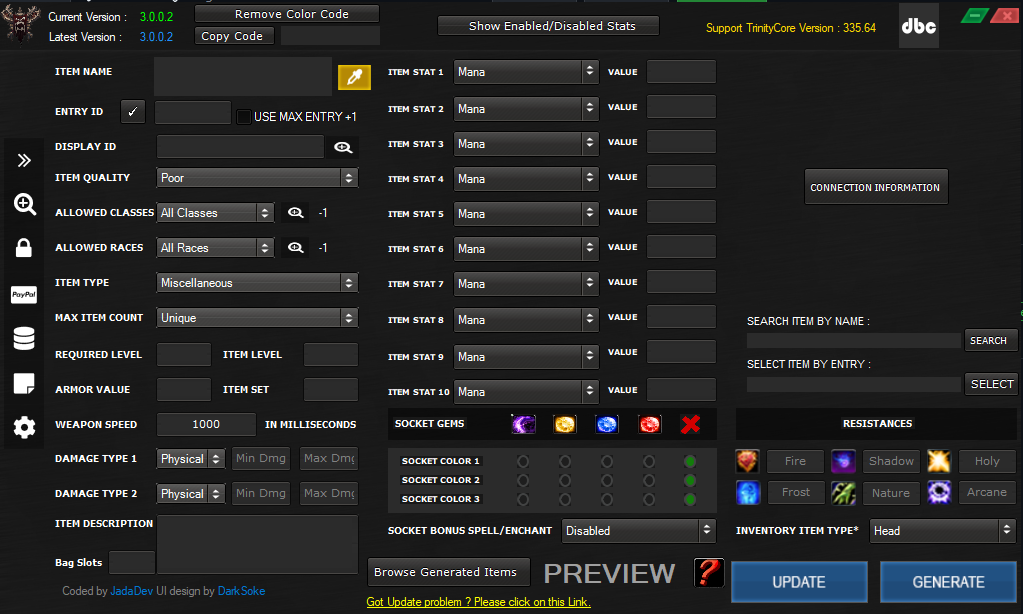 Current Version : 3.0.0.2
Latest Version : 3.0.0.2
Remove Color Code
Copy Code
Show Enabled/Disabled Stats
Support TrinityCore Version : 335.64
dbc
ITEM NAME
ENTRY ID
USE MAX ENTRY +1
DISPLAY ID
ITEM QUALITY Poor
ALLOWED CLASSES All Classes -1
ALLOWED RACES All Races -1
ITEM TYPE Miscellaneous
MAX ITEM COUNT Unique
REQUIRED LEVEL ITEM LEVEL
ARMOR VALUE ITEM SET
WEAPON SPEED 1000 IN MILLISECONDS
DAMAGE TYPE 1 Physical Min Dmg Max Dmg
DAMAGE TYPE 2 Physical Min Dmg Max Dmg
ITEM DESCRIPTION
Bag Slots
Coded by JadaDev UI design by DarkSoke
PayPal
ITEM STAT 1 Mana VALUE
ITEM STAT 2 Mana VALUE
ITEM STAT 3 Mana VALUE
ITEM STAT 4 Mana VALUE
ITEM STAT 5 Mana VALUE
ITEM STAT 6 Mana VALUE
ITEM STAT 7 Mana VALUE
ITEM STAT 8 Mana VALUE
ITEM STAT 9 Mana VALUE
ITEM STAT 10 Mana VALUE
SOCKET GEMS
SOCKET COLOR 1
SOCKET COLOR 2
SOCKET COLOR 3
SOCKET BONUS SPELL/ENCHANT Disabled
Browse Generated Items
PREVIEW
?
Got Update problem ? Please click on this Link.
CONNECTION INFORMATION
SEARCH ITEM BY NAME :
SEARCH
SELECT ITEM BY ENTRY :
SELECT
RESISTANCES
Fire Shadow Holy
Frost Nature Arcane
INVENTORY ITEM TYPE* Head
UPDATE
GENERATE